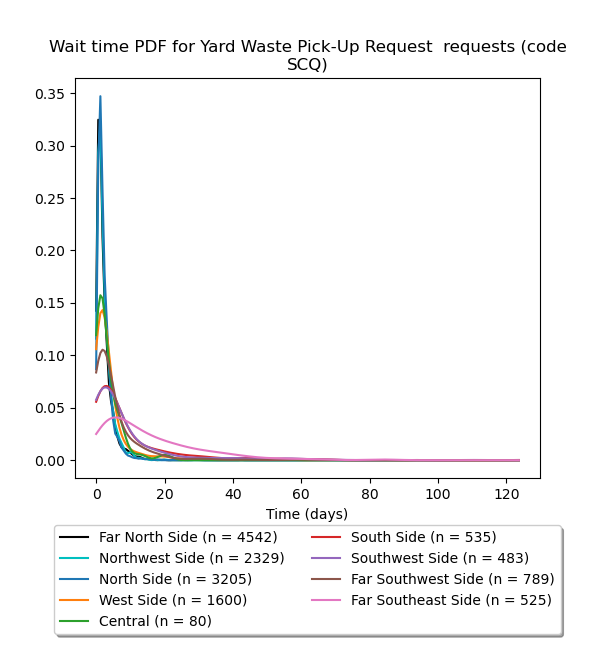 Wait time PDF for Yard Waste Pick-Up Request  requests (code
SCQ)
0.35
0.30
0.25
0.20
0.15
0.10
0.05
0.00
0 20 40 60 80 100 120
Time (days)
Far North Side (n = 4542)
Northwest Side (n = 2329)
North Side (n = 3205)
West Side (n = 1600)
Central (n = 80)
South Side (n = 535)
Southwest Side (n = 483)
Far Southwest Side (n = 789)
Far Southeast Side (n = 525)